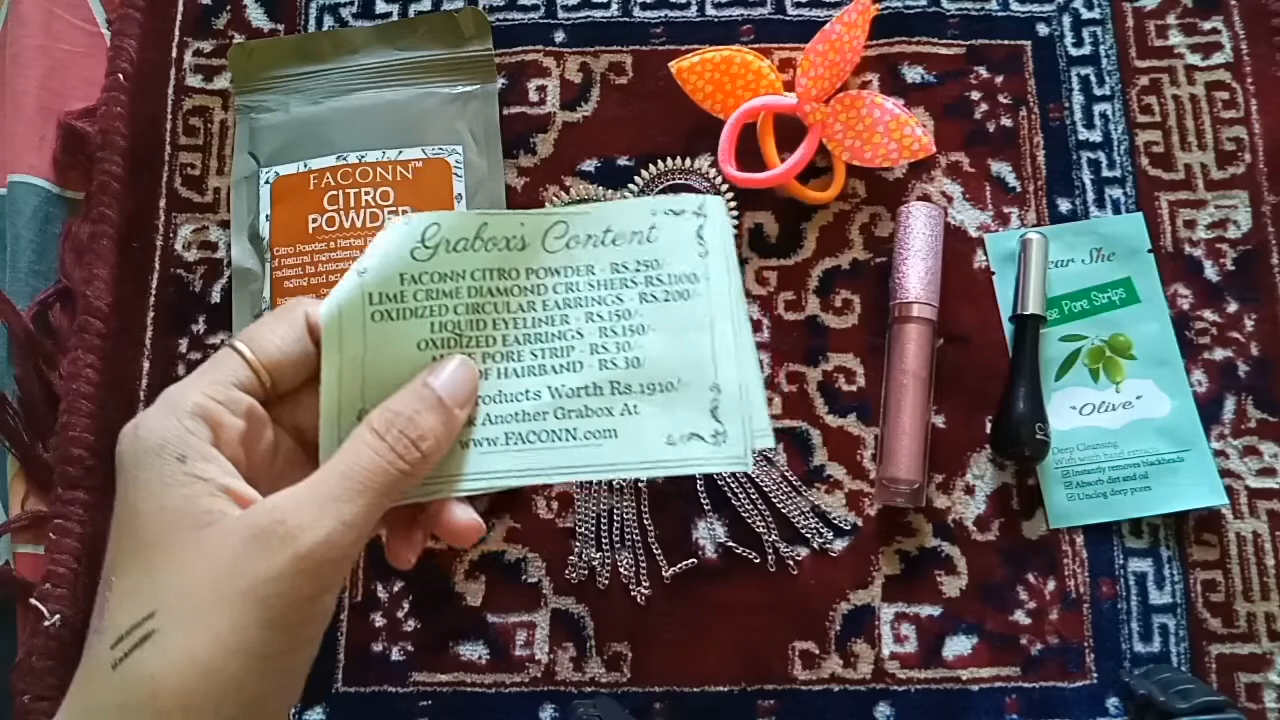 FACONN™
CITRO
POWDER
Citro Powder, a Herbal
of natural ingredients
radiant. Its Antioxid
aging and act
Grabox's Content
FACONN CITRO POWDER - RS.250/-
LIME CRIME DIAMOND CRUSHERS-RS.1100/-
OXIDIZED CIRCULAR EARRINGS - RS.200/-
LIQUID EYELINER - RS.150/-
OXIDIZED EARRINGS - RS.150/-
PORE STRIP - RS.30/-
OF HAIRBAND - RS.30/
roducts Worth Rs.1910/-
Another Grabox At
www.FACONN.com
ear She
se Pore Strips
"Olive"
Deep Cleansing
With witch hazel extract
Instantly removes blackheads
Absorb dirt and oil
Unclog deep pores